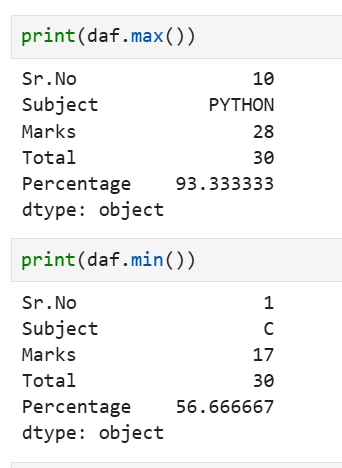 print(daf.max())
Sr.No 10
Subject PYTHON
Marks 28
Total 30
Percentage 93.333333
dtype: object
print(daf.min())
Sr.No 1
Subject C
Marks 17
Total 30
Percentage 56.666667
dtype: object